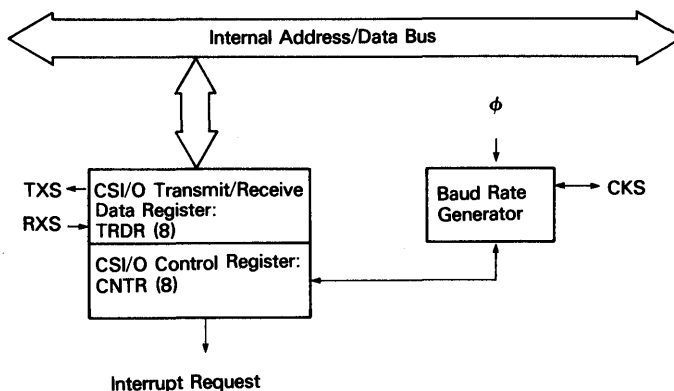 Internal Address/Data Bus
ϕ
TXS
RXS
CSI/O Transmit/Receive
Data Register:
TRDR (8)
CSI/O Control Register:
CNTR (8)
Baud Rate
Generator
CKS
Interrupt Request